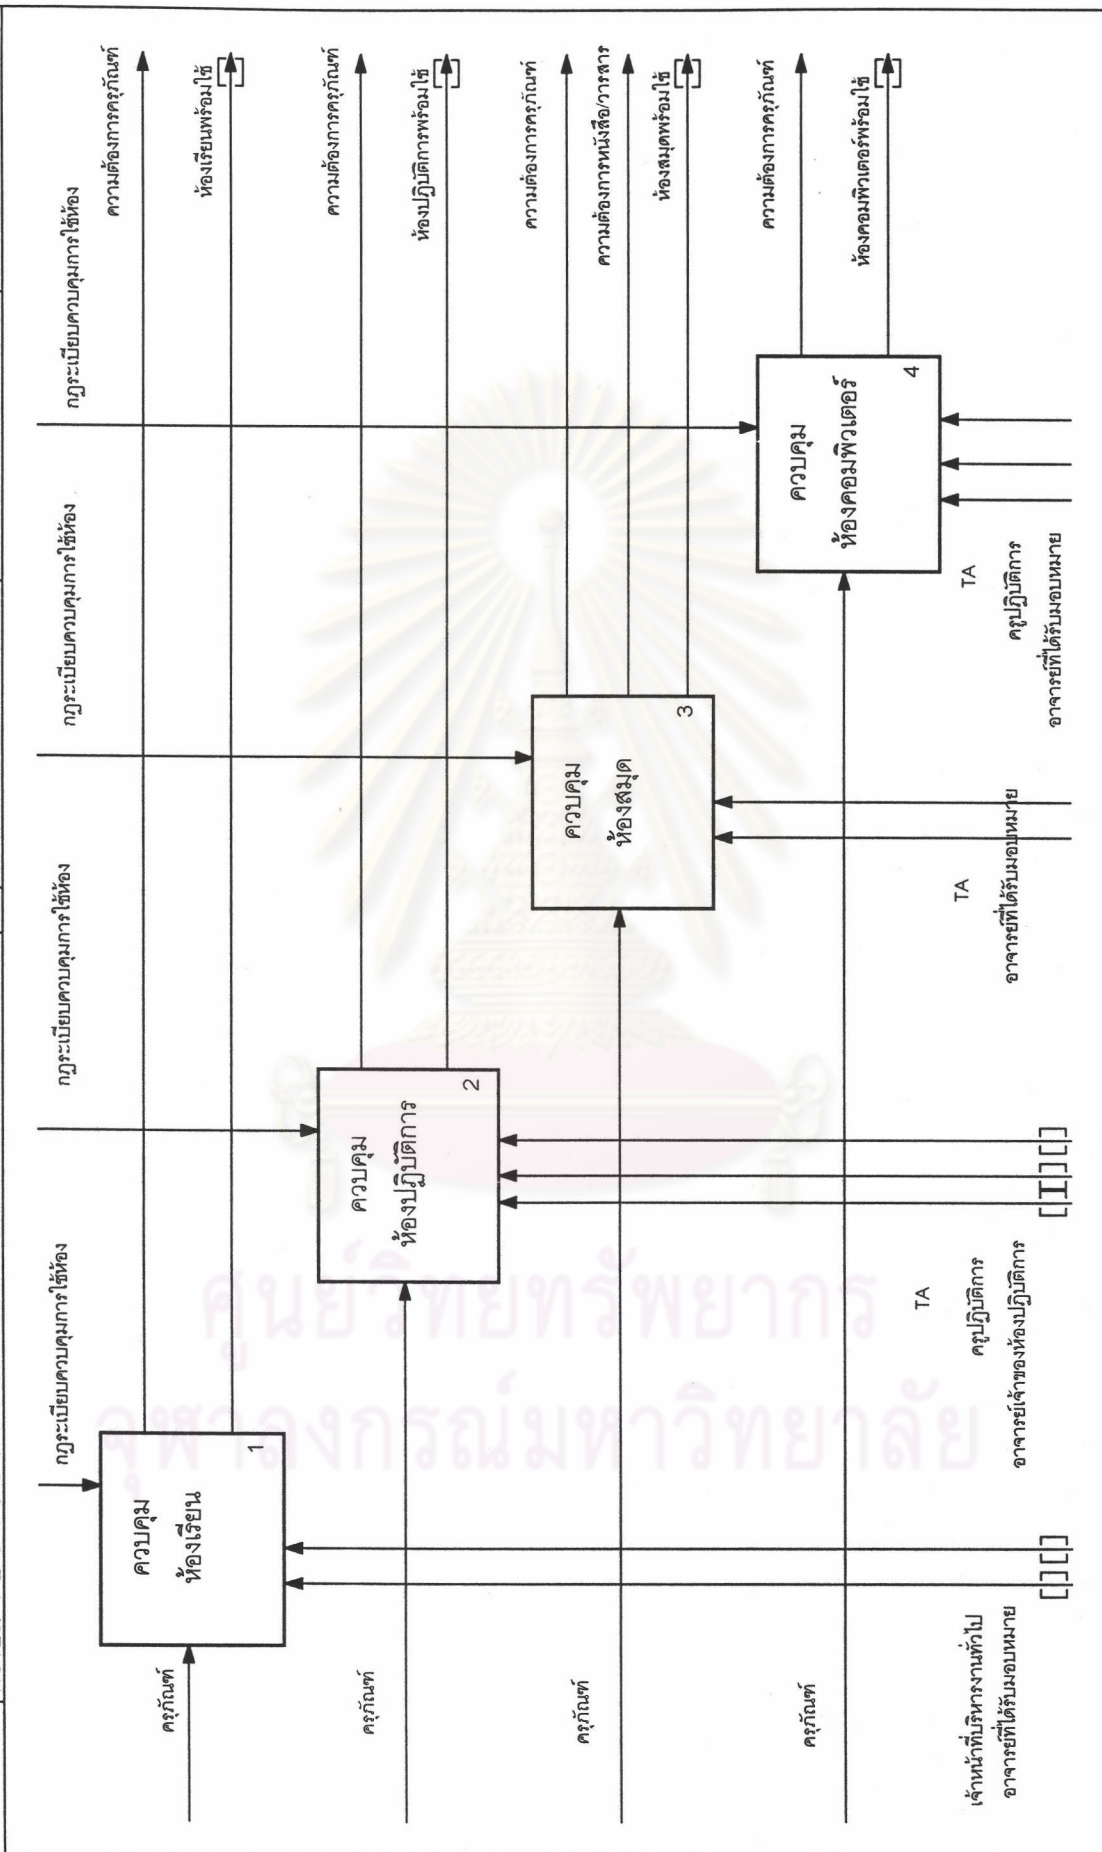 กฎระเบียบควบคุมการใช้ห้อง
กฎระเบียบควบคุมการใช้ห้อง
กฎระเบียบควบคุมการใช้ห้อง
กฎระเบียบควบคุมการใช้ห้อง
ครุภัณฑ์
ควบคุม
ห้องเรียน
1
ความต้องการครุภัณฑ์
ห้องเรียนพร้อมใช้
ครุภัณฑ์
ควบคุม
ห้องปฏิบัติการ
2
ความต้องการครุภัณฑ์
ห้องปฏิบัติการพร้อมใช้
ครุภัณฑ์
ควบคุม
ห้องสมุด
3
ความต้องการครุภัณฑ์
ความต้องการหนังสือ/วารสาร
ห้องสมุดพร้อมใช้
ครุภัณฑ์
ควบคุม
ห้องคอมพิวเตอร์
4
ความต้องการครุภัณฑ์
ห้องคอมพิวเตอร์พร้อมใช้
เจ้าหน้าที่บริหารงานทั่วไป
อาจารย์ที่ได้รับมอบหมาย
TA
ครูปฏิบัติการ
อาจารย์เจ้าของห้องปฏิบัติการ
TA
อาจารย์ที่ได้รับมอบหมาย
TA
ครูปฏิบัติการ
อาจารย์ที่ได้รับมอบหมาย
ศูนย์วิทยทรัพยากร
จุฬาลงกรณ์มหาวิทยาลัย